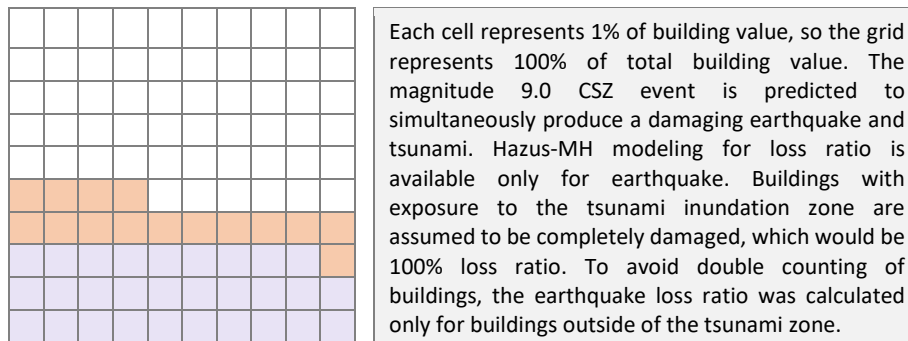 Each cell represents 1% of building value, so the grid
represents 100% of total building value. The
magnitude 9.0 CSZ event is predicted to
simultaneously produce a damaging earthquake and
tsunami. Hazus-MH modeling for loss ratio is
available only for earthquake. Buildings with
exposure to the tsunami inundation zone are
assumed to be completely damaged, which would be
100% loss ratio. To avoid double counting of
buildings, the earthquake loss ratio was calculated
only for buildings outside of the tsunami zone.